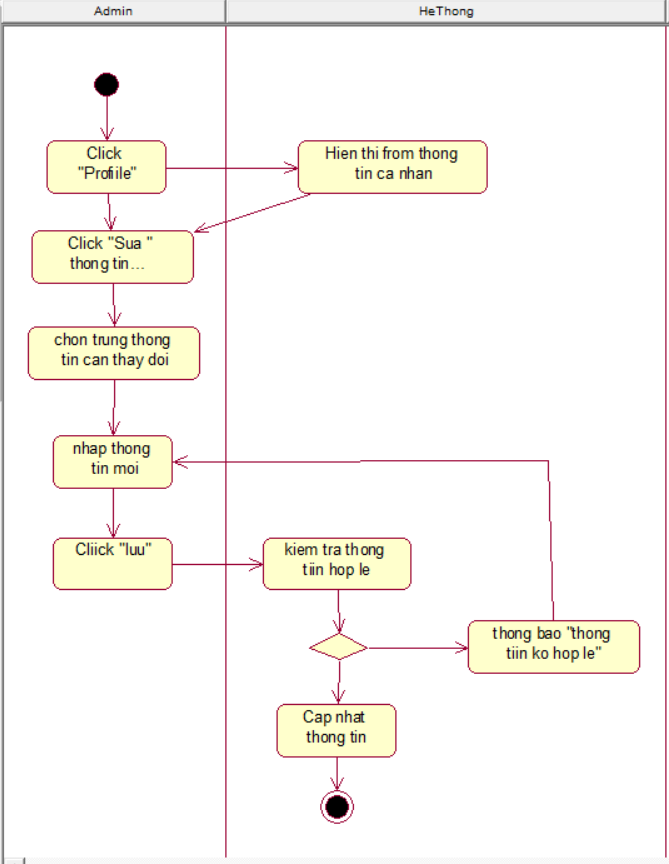 Admin
HeThong
Click
"Profiile"
Hien thi from thong
tin ca nhan
Click "Sua "
thong tin...
chon trung thong
tin can thay doi
nhap thong
tin moi
Cliick "luu"
kiem tra thong
tiin hop le
thong bao "thong
tiin ko hop le"
Cap nhat
thong tin